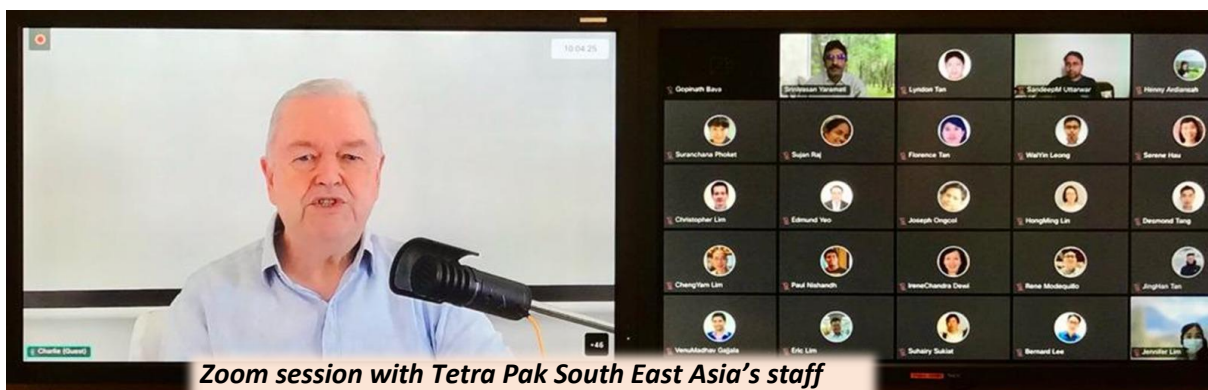 10:04:25
Charlie (Guest)
+46
Gopinath Bava
Srinivasan Yaramati
Lyndon Tan
SandeepM Uttarwar
Henny Ardiansah
Suranchana Phoket
Sujan Raj
Florence Tan
WaiYin Leong
Serene Hau
Christopher Lim
Edmund Yeo
Joseph Ongcol
HongMing Lin
Desmond Tang
ChengYam Lim
Paul Nishandh
IreneChandra Dewi
Rene Modequillo
JingHan Tan
VenuMadhav Gajjala
Eric Lim
Suhairy Sukiat
Bernard Lee
Jennifer Lim
Zoom session with Tetra Pak South East Asia's staff